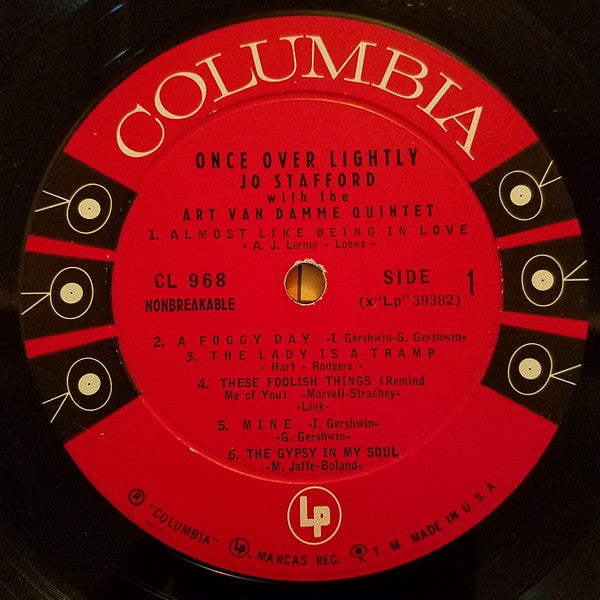 COLUMBIA
ONCE OVER LIGHTLY
JO STAFFORD
with the
ART VAN DAMME QUINTET
1. ALMOST LIKE BEING IN LOVE
- A. J. Lerner - Loewe -
CL 968
NONBREAKABLE
SIDE 1
(x"Lp" 39382)
2. A FOGGY DAY -I. Gershwin-G. Gershwin-
3. THE LADY IS A TRAMP
- Hart - Rodgers -
4. THESE FOOLISH THINGS (Remind
Me of You) -Marvell-Strachey-
-Link-
5. MINE -I. Gershwin-
-G. Gershwin-
6. THE GYPSY IN MY SOUL
-M. Jaffe-Boland-
Lp
® "COLUMBIA" Lp MARCAS REG. T. M. MADE IN U.S.A.